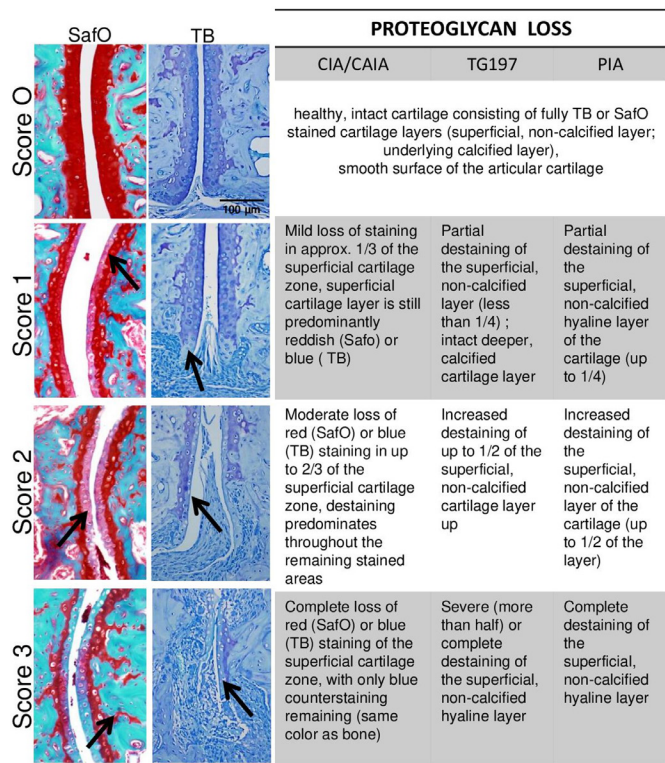 SafO
TB
PROTEOGLYCAN LOSS
CIA/CAIA
TG197
PIA
Score O
healthy, intact cartilage consisting of fully TB or SafO
stained cartilage layers (superficial, non-calcified layer;
underlying calcified layer),
smooth surface of the articular cartilage
100 µm
Score 1
Mild loss of staining
in approx. 1/3 of the
superficial cartilage
zone, superficial
cartilage layer is still
predominantly
reddish (Safo) or
blue ( TB)
Partial
destaining of
the superficial,
non-calcified
layer (less
than 1/4) ;
intact deeper,
calcified
cartilage layer
Partial
destaining of
the
superficial,
non-calcified
hyaline layer
of the
cartilage (up
to 1/4)
Score 2
Moderate loss of
red (SafO) or blue
(TB) staining in up
to 2/3 of the
superficial cartilage
zone, destaining
predominates
throughout the
remaining stained
areas
Increased
destaining of
up to 1/2 of the
superficial,
non-calcified
cartilage layer
up
Increased
destaining of
the
superficial,
non-calcified
layer of the
cartilage (up
to 1/2 of the
layer)
Score 3
Complete loss of
red (SafO) or blue
(TB) staining of the
superficial cartilage
zone, with only blue
counterstaining
remaining (same
color as bone)
Severe (more
than half) or
complete
destaining of
the superficial,
non-calcified
hyaline layer
Complete
destaining of
the
superficial,
non-calcified
hyaline layer